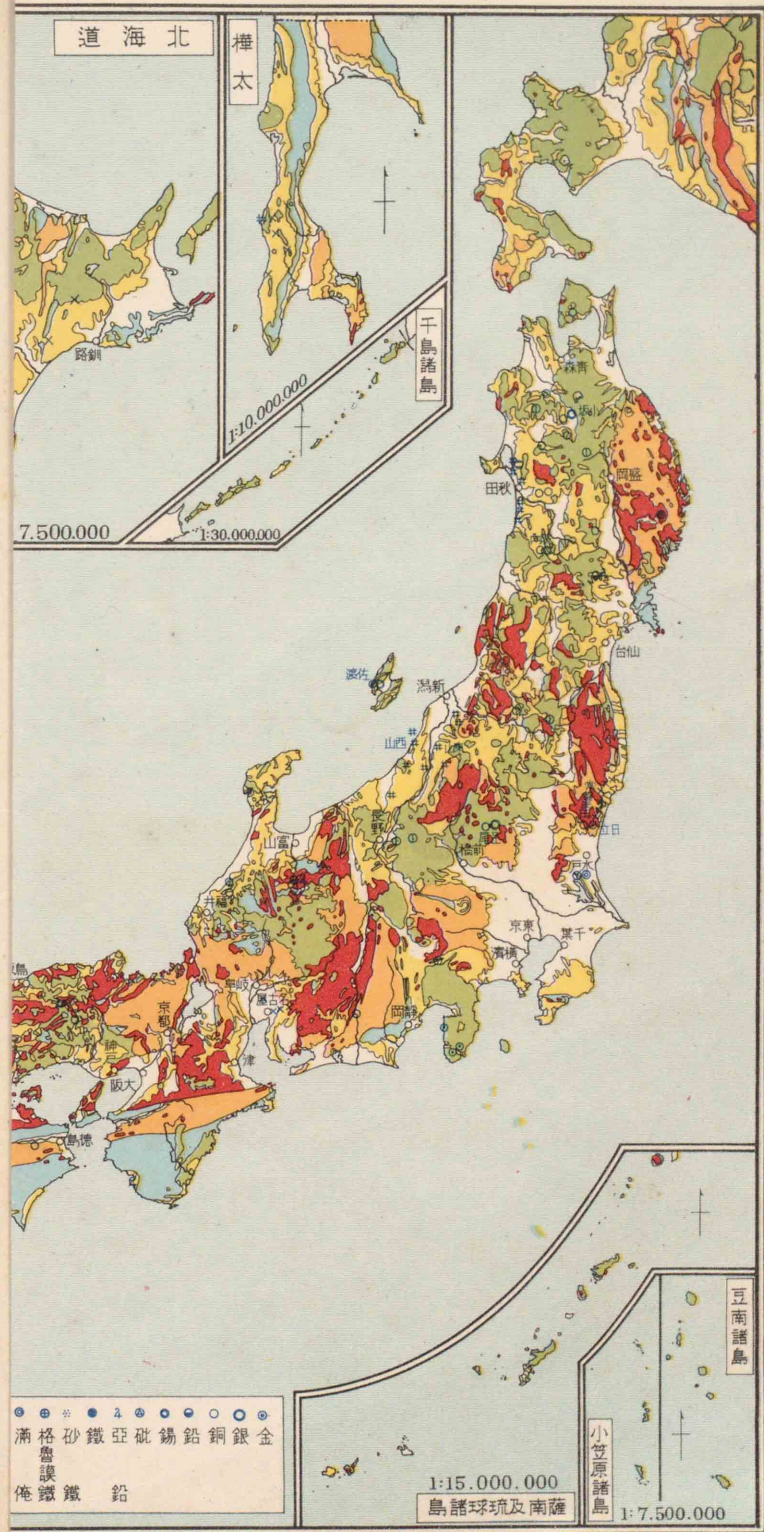 道海北
樺太
千島諸島
路釧
1:10.000.000
7.500.000
1:30.000.000
森靑
坂小
岡盛
田秋
台仙
渡佐
潟新
山西
長野
山富
橋前
立日
戸水
井福
京東
葉千
濱橫
阜岐
屋古名
岡靜
京都
神戸
津
阪大
島徳
豆南諸島
小笠原諸島
1:15.000.000
島諸球琉及南薩
1:7.500.000
滿俺
格魯謨鐵
砂鐵
鐵
亞鉛
砒
錫
鉛
銅
銀
金